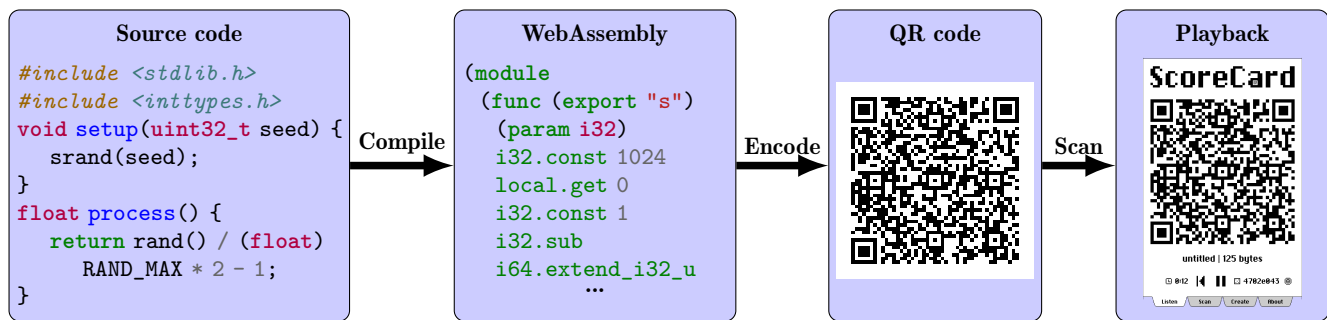 Source code
#include <stdlib.h>
#include <inttypes.h>
void setup(uint32_t seed) {
srand(seed);
}
float process() {
return rand() / (float)
RAND_MAX * 2 - 1;
}
Compile
WebAssembly
(module
(func (export "s")
(param i32)
i32.const 1024
local.get 0
i32.const 1
i32.sub
i64.extend_i32_u
...
Encode
QR code
Scan
Playback
ScoreCard
untitled | 125 bytes
0:12 4702e043
Listen Scan Create About